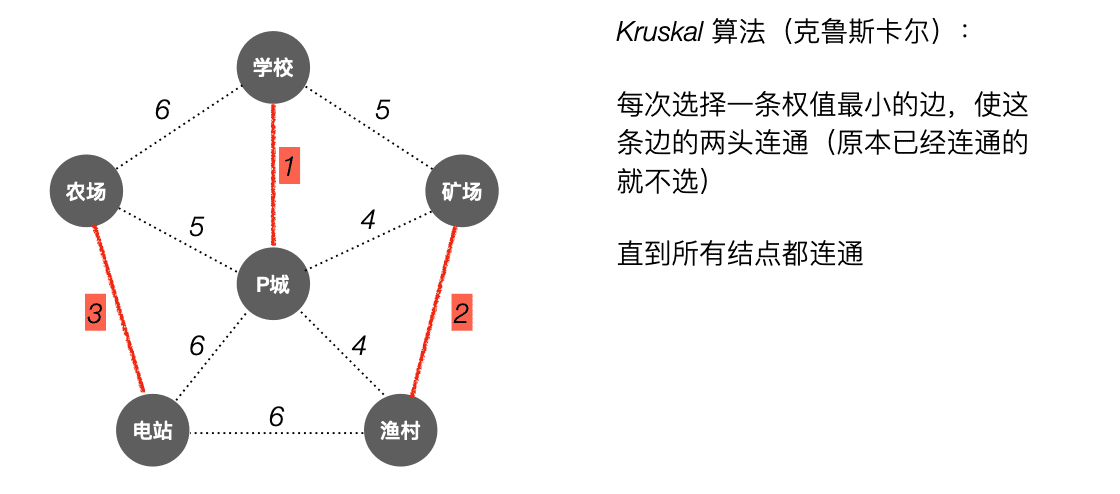 学校
6
5
1
农场
矿场
5
4
P城
3
2
6
4
6
电站
渔村
Kruskal 算法（克鲁斯卡尔）：
每次选择一条权值最小的边，使这
条边的两头连通（原本已经连通的
就不选）
直到所有结点都连通